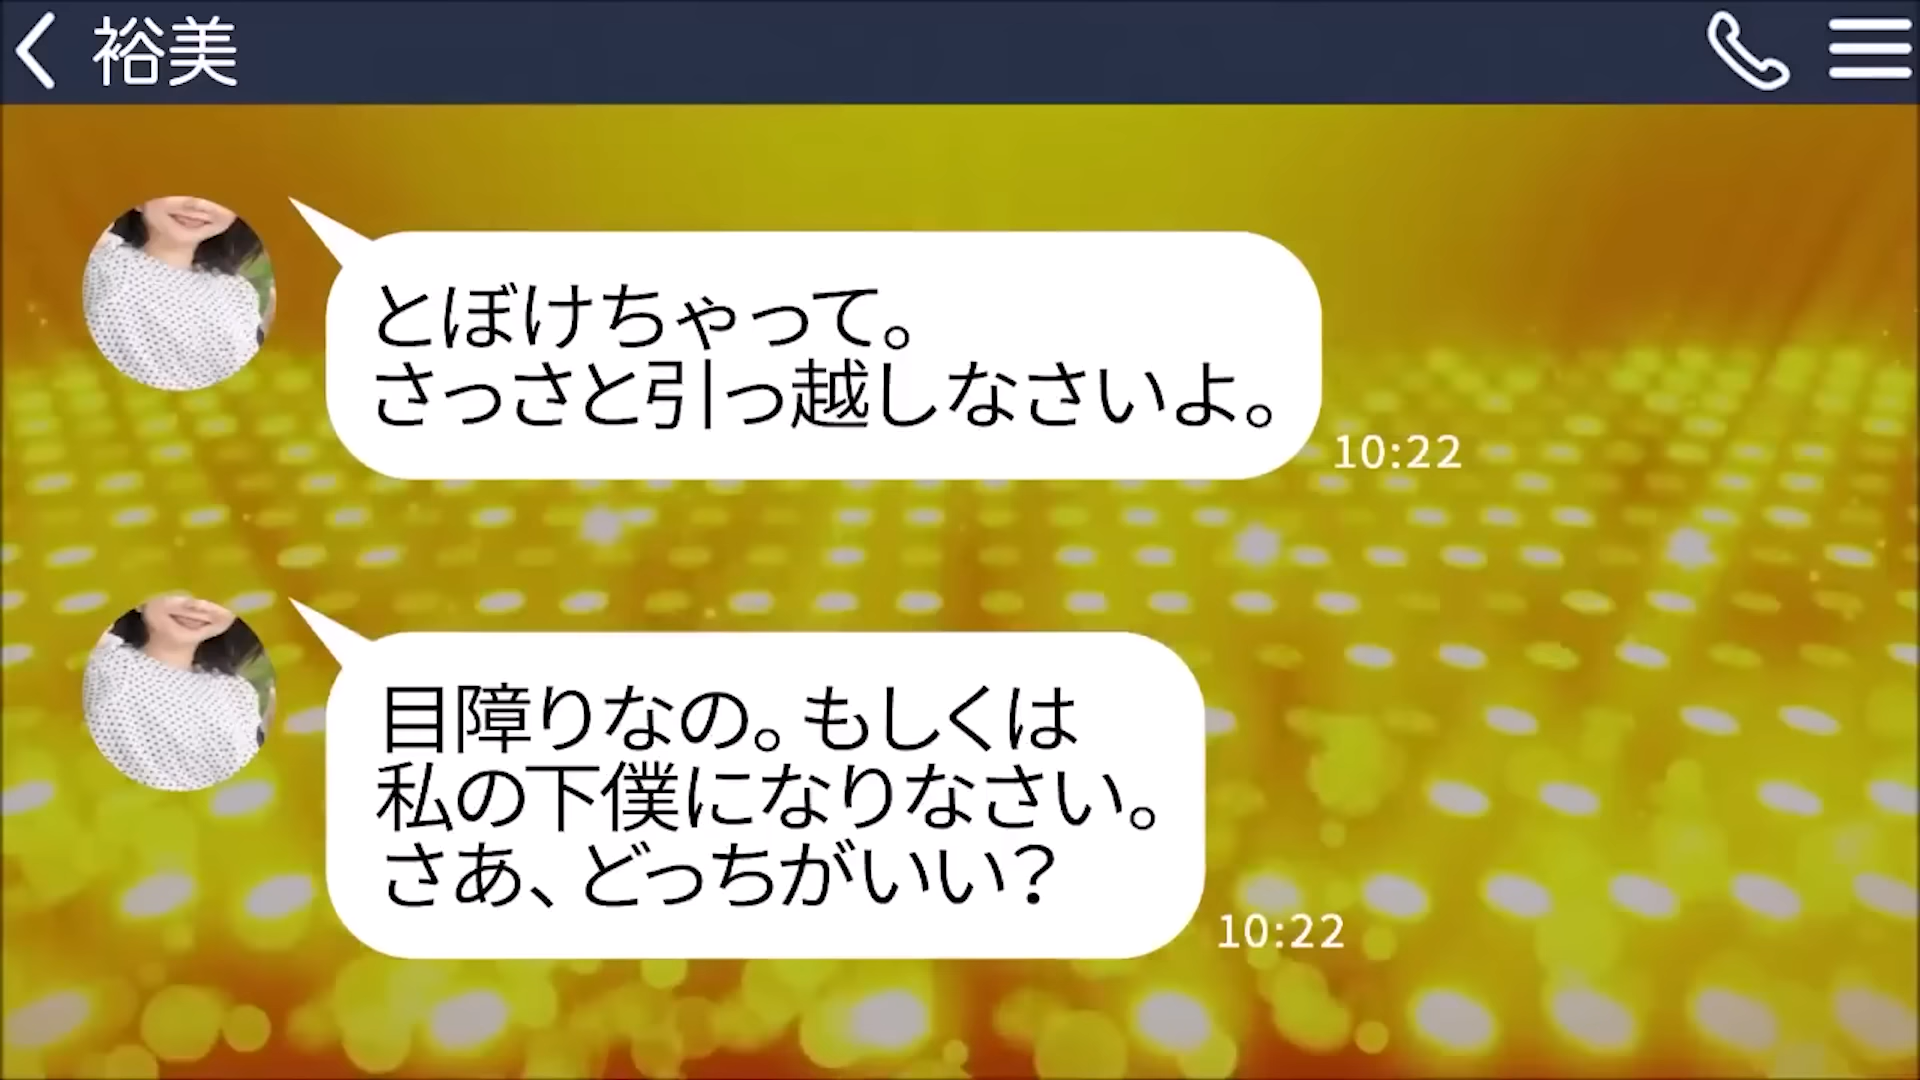 裕美
とぼけちゃって。
さっさと引っ越しなさいよ。
10:22
目障りなの。もしくは
私の下僕になりなさい。
さあ、どっちがいい？
10:22